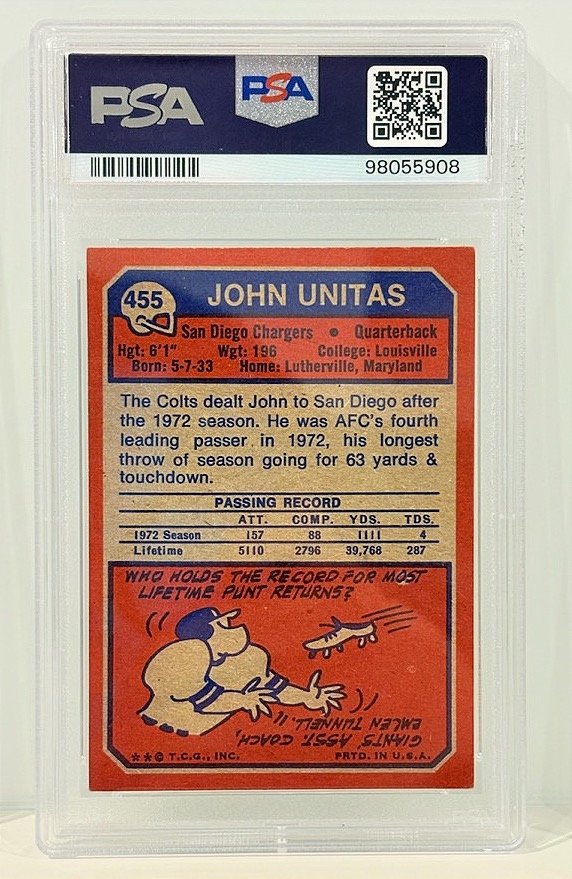 PSA
PSA
98055908
455
JOHN UNITAS
San Diego Chargers • Quarterback
Hgt: 6'1" Wgt: 196 College: Louisville
Born: 5-7-33 Home: Lutherville, Maryland
The Colts dealt John to San Diego after
the 1972 season. He was AFC's fourth
leading passer in 1972, his longest
throw of season going for 63 yards &
touchdown.
PASSING RECORD
ATT. COMP. YDS. TDS.
1972 Season 157 88 1111 4
Lifetime 5110 2796 39,768 287
WHO HOLDS THE RECORD FOR MOST
LIFETIME PUNT RETURNS?
GIANTS' ASST. COACH,
EMLEN TUNNELL.
**© T.C.G., INC. PRTD. IN U.S.A.